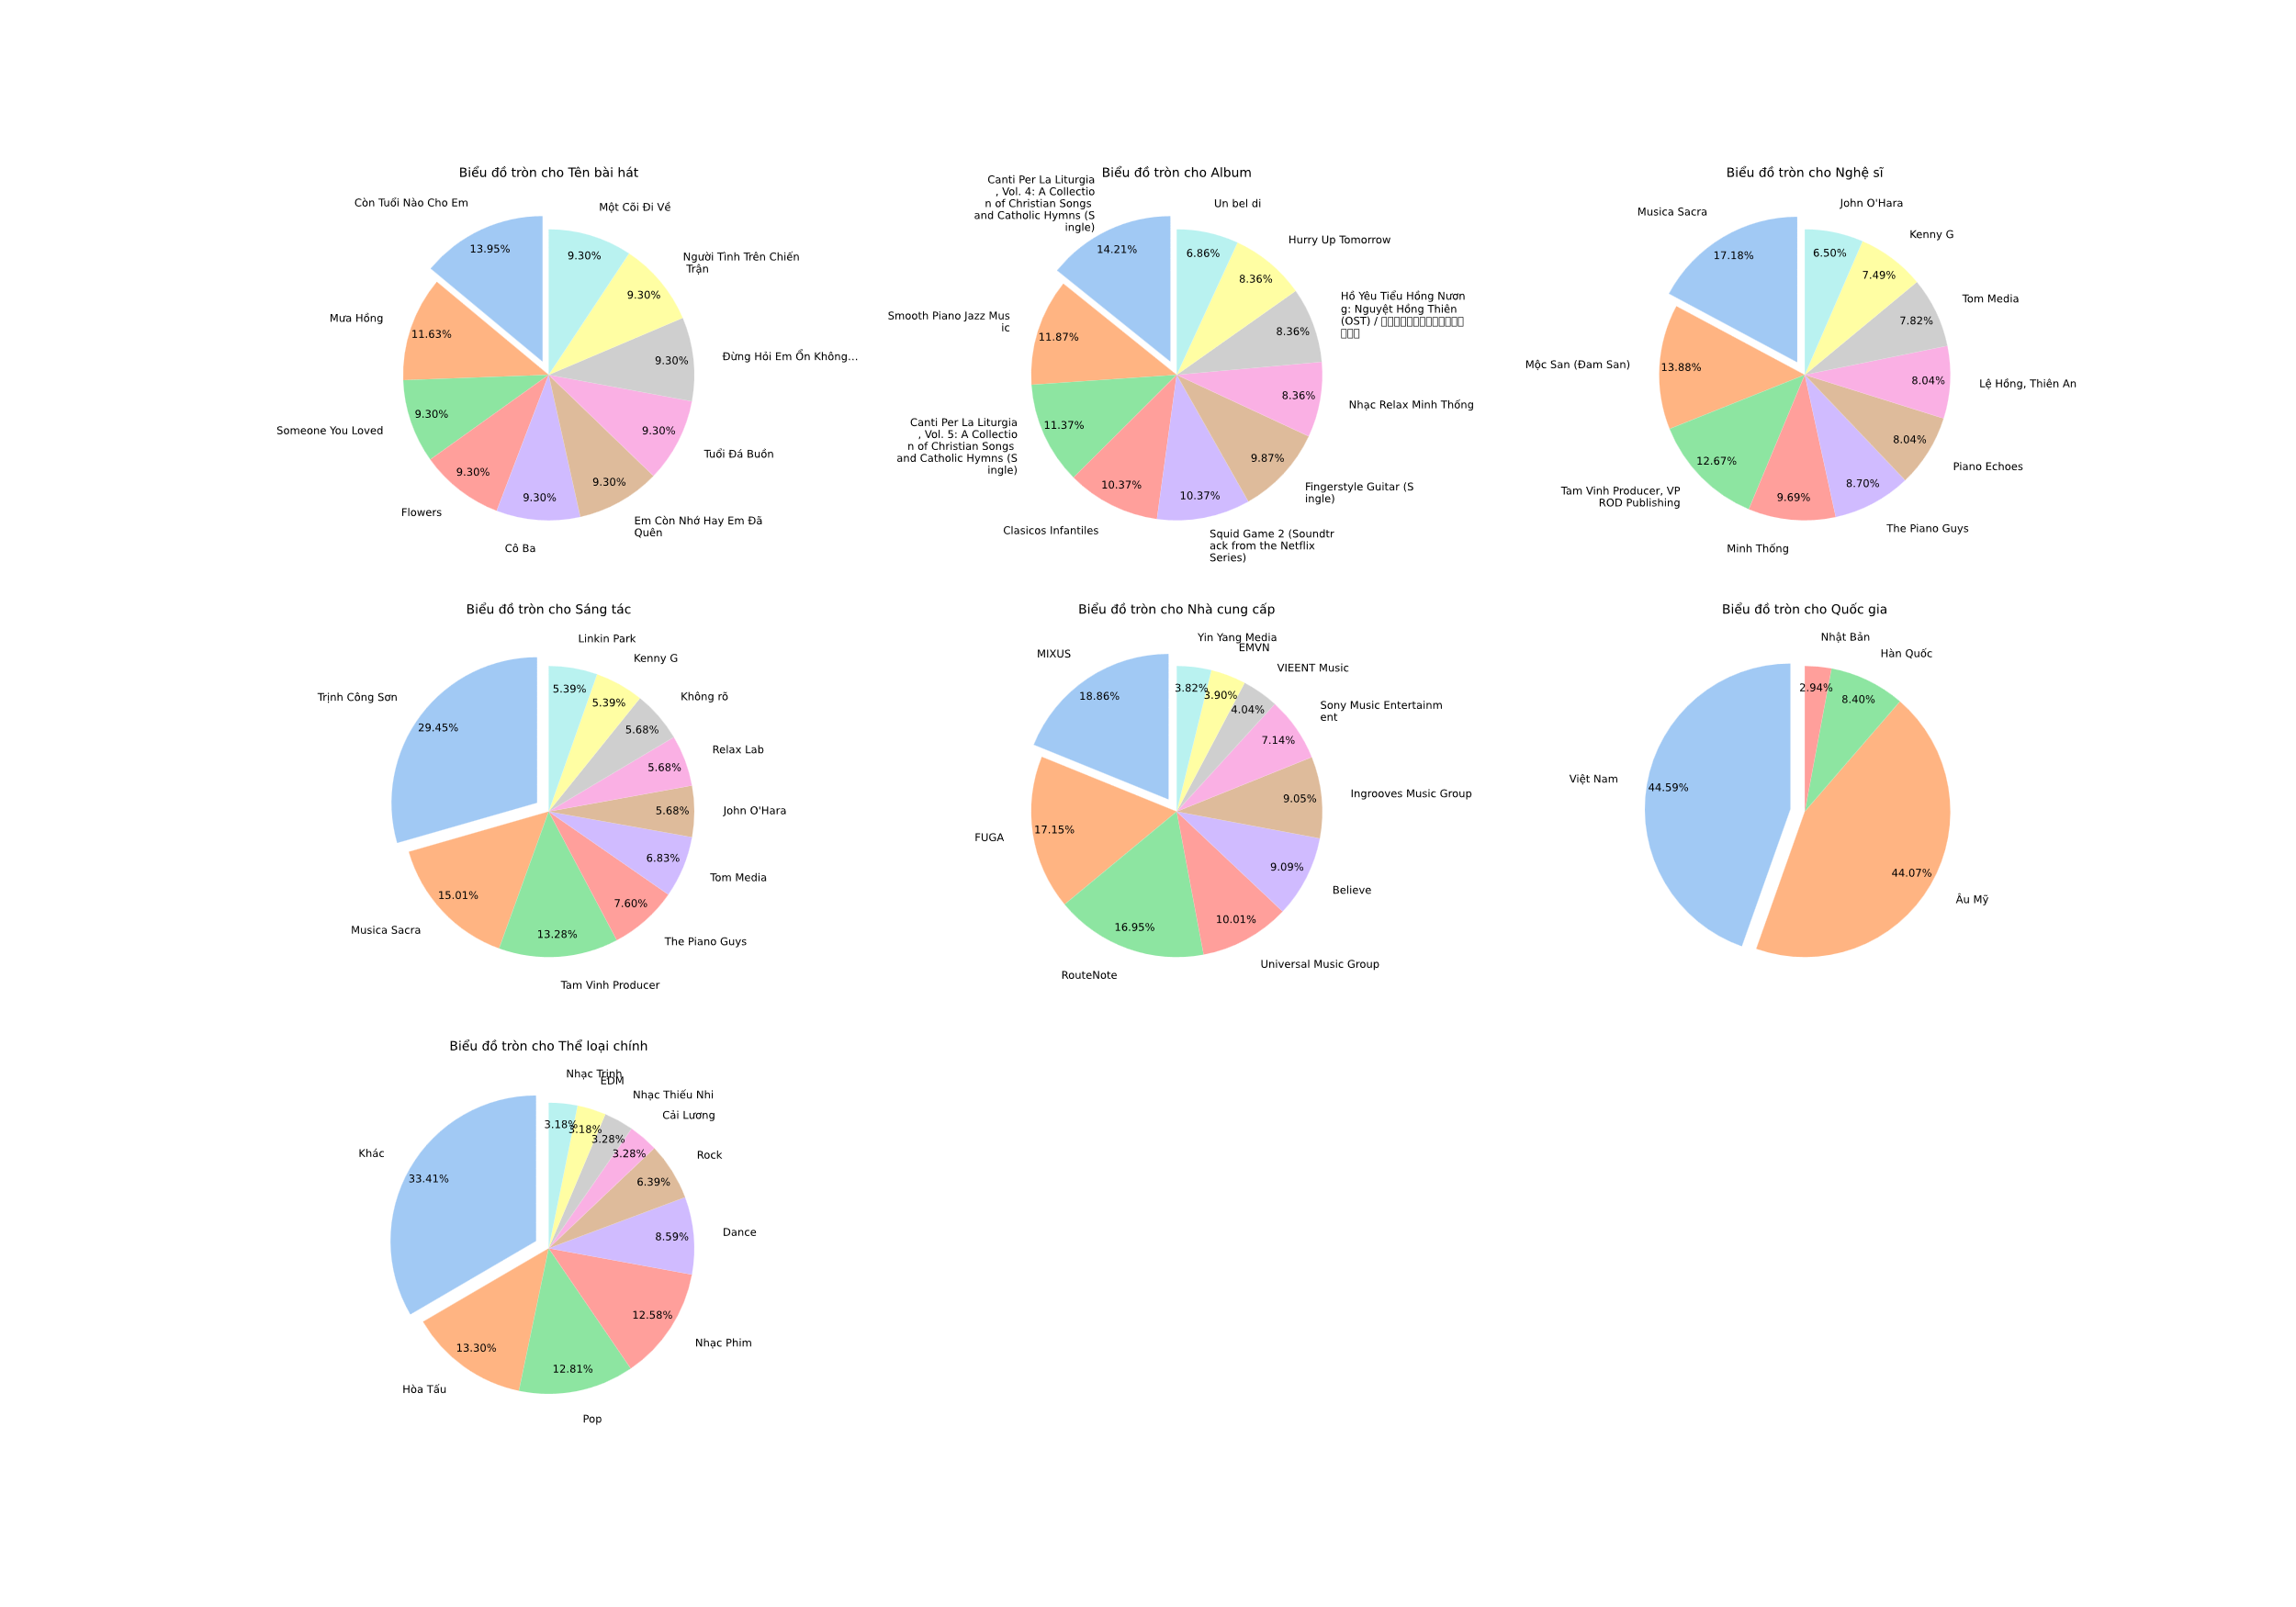 Biểu đồ tròn cho Tên bài hát
Còn Tuổi Nào Cho Em
13.95%
Mưa Hồng
11.63%
Someone You Loved
9.30%
Flowers
9.30%
Cô Ba
9.30%
Em Còn Nhớ Hay Em Đã
Quên
9.30%
Tuổi Đá Buồn
9.30%
Đừng Hỏi Em Ổn Không...
9.30%
Người Tình Trên Chiến
Trận
9.30%
Một Cõi Đi Về
9.30%
Biểu đồ tròn cho Album
Canti Per La Liturgia
, Vol. 4: A Collectio
n of Christian Songs
and Catholic Hymns (S
ingle)
14.21%
Smooth Piano Jazz Mus
ic
11.87%
Canti Per La Liturgia
, Vol. 5: A Collectio
n of Christian Songs
and Catholic Hymns (S
ingle)
11.37%
Clasicos Infantiles
10.37%
Squid Game 2 (Soundtr
ack from the Netflix
Series)
10.37%
Fingerstyle Guitar (S
ingle)
9.87%
Nhạc Relax Minh Thống
8.36%
Hồ Yêu Tiểu Hồng Nươn
g: Nguyệt Hồng Thiên
(OST) / 
8.36%
Hurry Up Tomorrow
8.36%
Un bel di
6.86%
Biểu đồ tròn cho Nghệ sĩ
Musica Sacra
17.18%
Mộc San (Đam San)
13.88%
Tam Vinh Producer, VP
ROD Publishing
12.67%
Minh Thống
9.69%
The Piano Guys
8.70%
Piano Echoes
8.04%
Lệ Hồng, Thiên An
8.04%
Tom Media
7.82%
Kenny G
7.49%
John O'Hara
6.50%
Biểu đồ tròn cho Sáng tác
Trịnh Công Sơn
29.45%
Musica Sacra
15.01%
Tam Vinh Producer
13.28%
The Piano Guys
7.60%
Tom Media
6.83%
John O'Hara
5.68%
Relax Lab
5.68%
Không rõ
5.68%
Kenny G
5.39%
Linkin Park
5.39%
Biểu đồ tròn cho Nhà cung cấp
MIXUS
18.86%
FUGA
17.15%
RouteNote
16.95%
Universal Music Group
10.01%
Believe
9.09%
Ingrooves Music Group
9.05%
Sony Music Entertainm
ent
7.14%
VIEENT Music
4.04%
EMVN
3.90%
Yin Yang Media
3.82%
Biểu đồ tròn cho Quốc gia
Việt Nam
44.59%
Âu Mỹ
44.07%
Hàn Quốc
8.40%
Nhật Bản
2.94%
Biểu đồ tròn cho Thể loại chính
Khác
33.41%
Hòa Tấu
13.30%
Pop
12.81%
Nhạc Phim
12.58%
Dance
8.59%
Rock
6.39%
Cải Lương
3.28%
Nhạc Thiếu Nhi
3.28%
EDM
3.18%
Nhạc Trịnh
3.18%